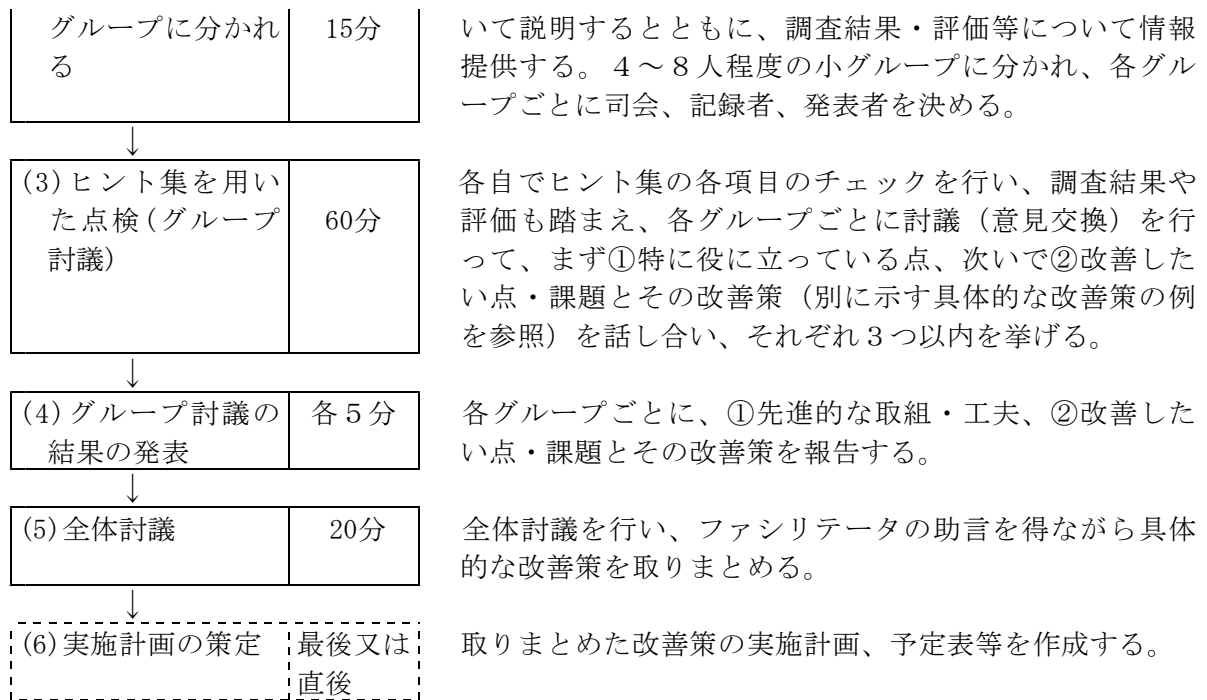 グループに分かれ 15分 いて説明するとともに、調査結果・評価等について情報
る 提供する。４～８人程度の小グループに分かれ、各グル
ープごとに司会、記録者、発表者を決める。
↓
(3)ヒント集を用い 各自でヒント集の各項目のチェックを行い、調査結果や
た点検(グループ 60分 評価も踏まえ、各グループごとに討議（意見交換）を行
討議) って、まず①特に役に立っている点、次いで②改善した
い点・課題とその改善策（別に示す具体的な改善策の例
を参照）を話し合い、それぞれ３つ以内を挙げる。
↓
(4)グループ討議の 各５分 各グループごとに、①先進的な取組・工夫、②改善した
結果の発表 い点・課題とその改善策を報告する。
↓
(5)全体討議 20分 全体討議を行い、ファシリテータの助言を得ながら具体
的な改善策を取りまとめる。
↓
(6)実施計画の策定 最後又は 取りまとめた改善策の実施計画、予定表等を作成する。
直後